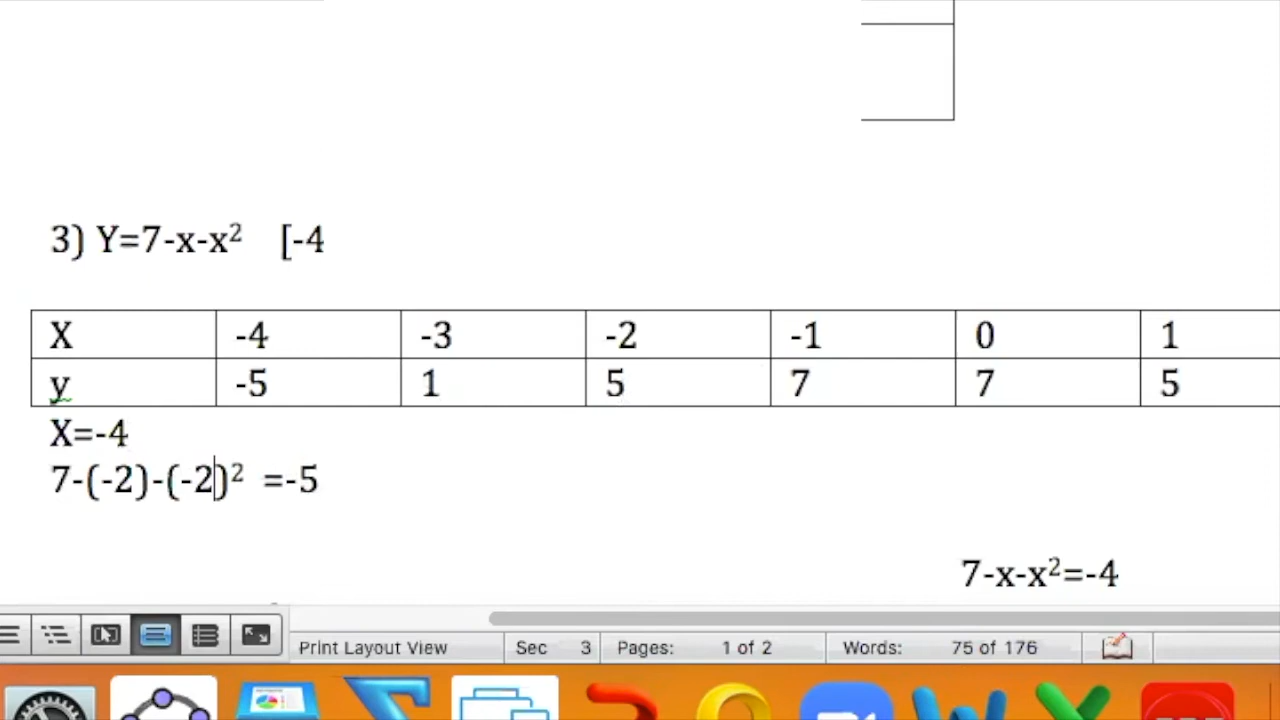 3) Y=7-x-x² [-4
X -4 -3 -2 -1 0 1
y -5 1 5 7 7 5
X=-4
7-(-2)-(-2)² =-5
7-x-x²=-4
Print Layout View Sec 3 Pages: 1 of 2 Words: 75 of 176